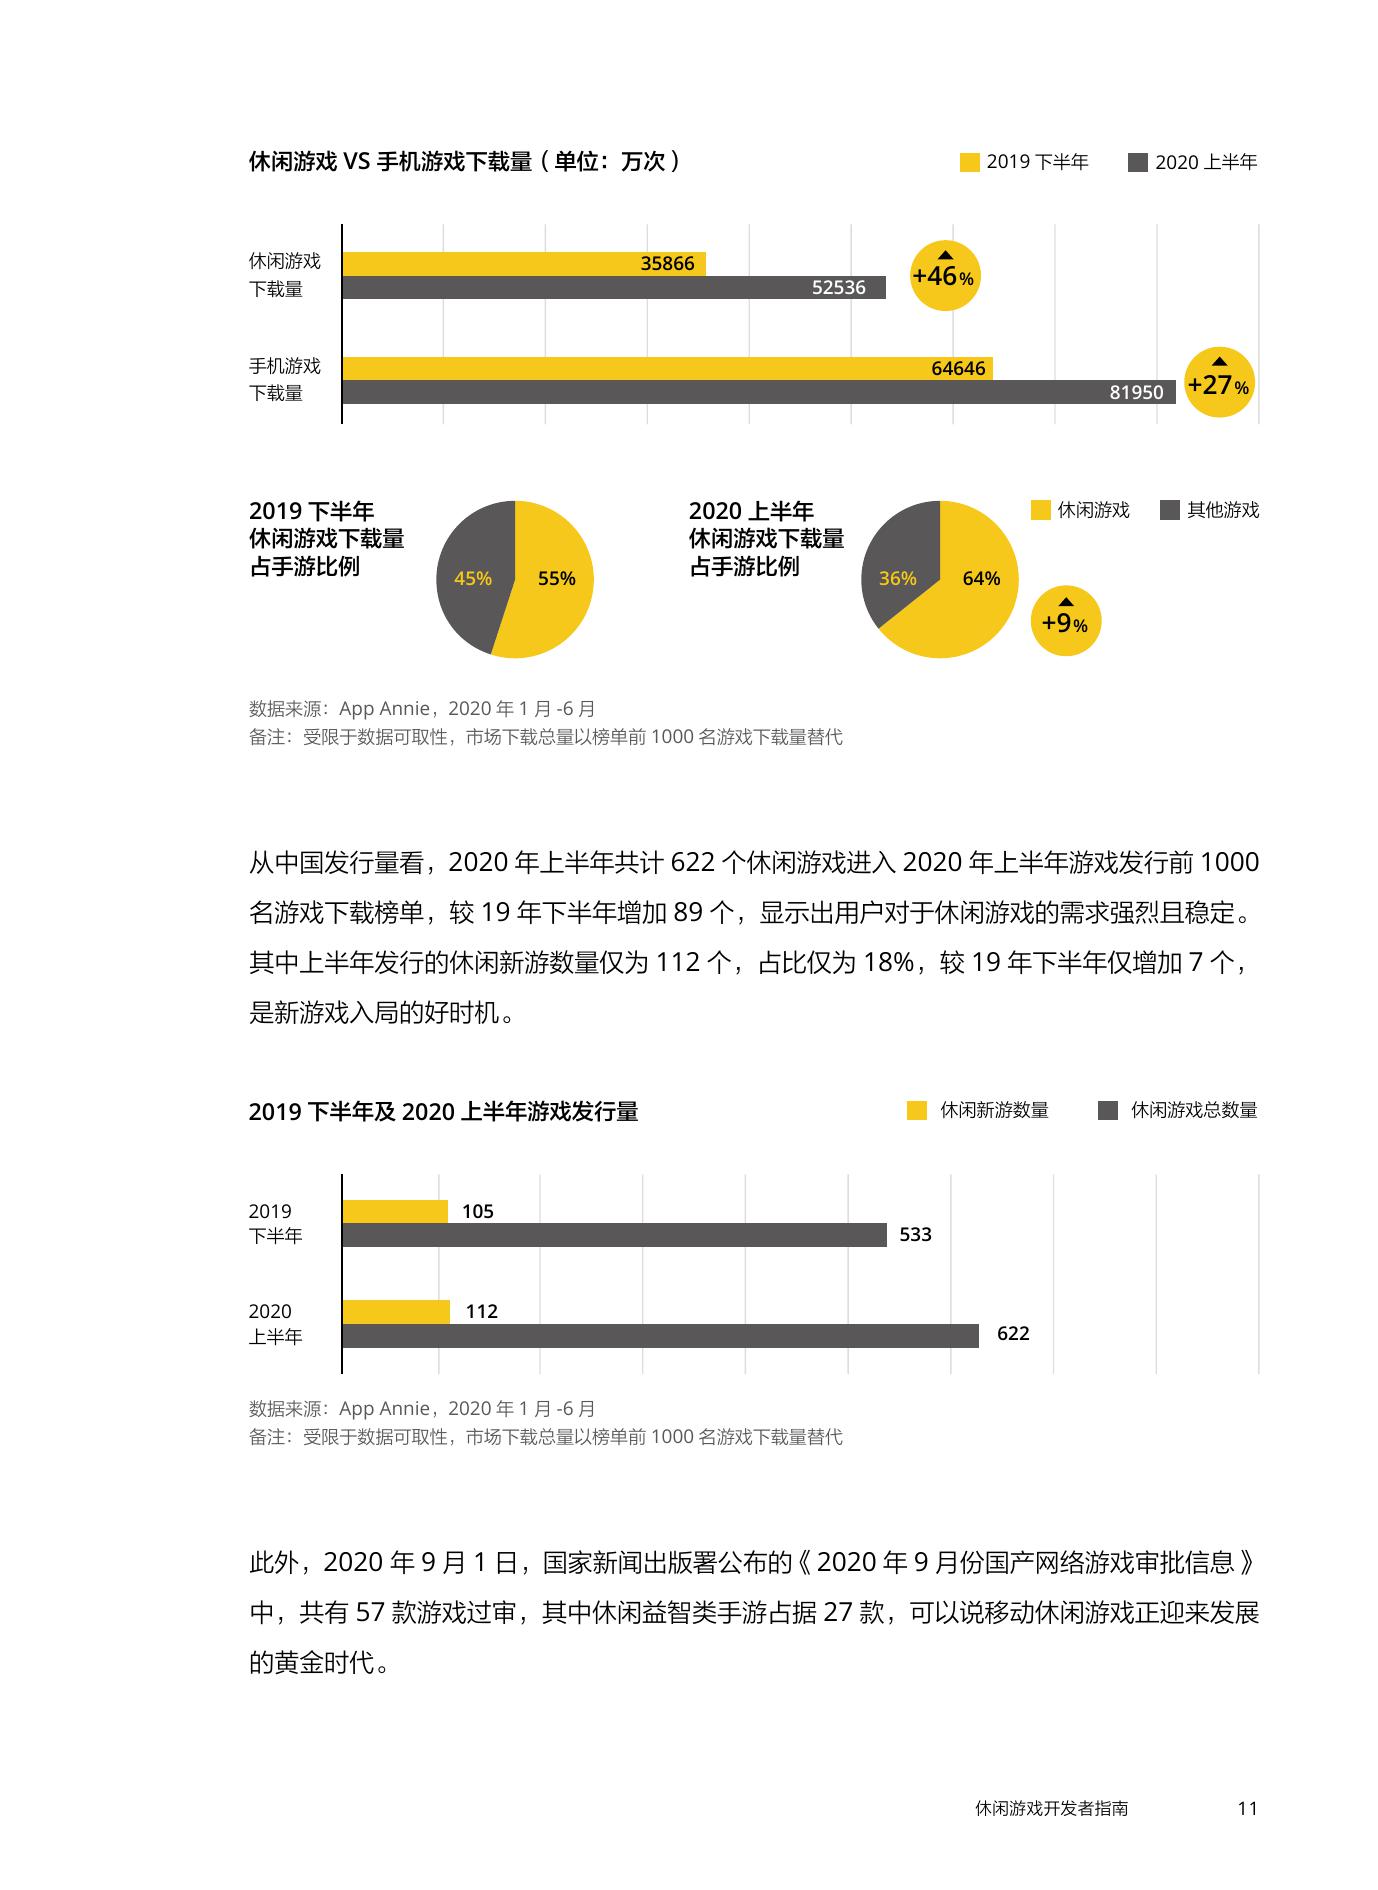 休闲游戏 VS 手机游戏下载量（单位：万次）
2019 下半年
2020 上半年
休闲游戏
下载量
35866
52536
+46%
手机游戏
下载量
64646
81950
+27%
2019 下半年
休闲游戏下载量
占手游比例
45%
55%
2020 上半年
休闲游戏下载量
占手游比例
36%
64%
休闲游戏
其他游戏
+9%
数据来源：App Annie，2020 年 1 月 -6 月
备注：受限于数据可取性，市场下载总量以榜单前 1000 名游戏下载量替代
从中国发行量看，2020 年上半年共计 622 个休闲游戏进入 2020 年上半年游戏发行前 1000
名游戏下载榜单，较 19 年下半年增加 89 个，显示出用户对于休闲游戏的需求强烈且稳定。
其中上半年发行的休闲新游数量仅为 112 个，占比仅为 18%，较 19 年下半年仅增加 7 个，
是新游戏入局的好时机。
2019 下半年及 2020 上半年游戏发行量
休闲新游数量
休闲游戏总数量
2019
下半年
105
533
2020
上半年
112
622
数据来源：App Annie，2020 年 1 月 -6 月
备注：受限于数据可取性，市场下载总量以榜单前 1000 名游戏下载量替代
此外，2020 年 9 月 1 日，国家新闻出版署公布的《2020 年 9 月份国产网络游戏审批信息》
中，共有 57 款游戏过审，其中休闲益智类手游占据 27 款，可以说移动休闲游戏正迎来发展
的黄金时代。
休闲游戏开发者指南
11